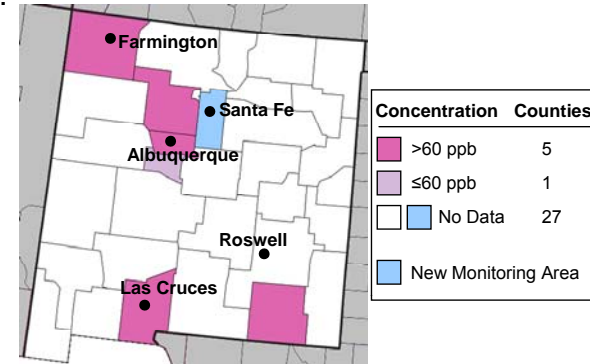 Farmington
Santa Fe
Albuquerque
Roswell
Las Cruces
Concentration Counties
>60 ppb 5
≤60 ppb 1
No Data 27
New Monitoring Area